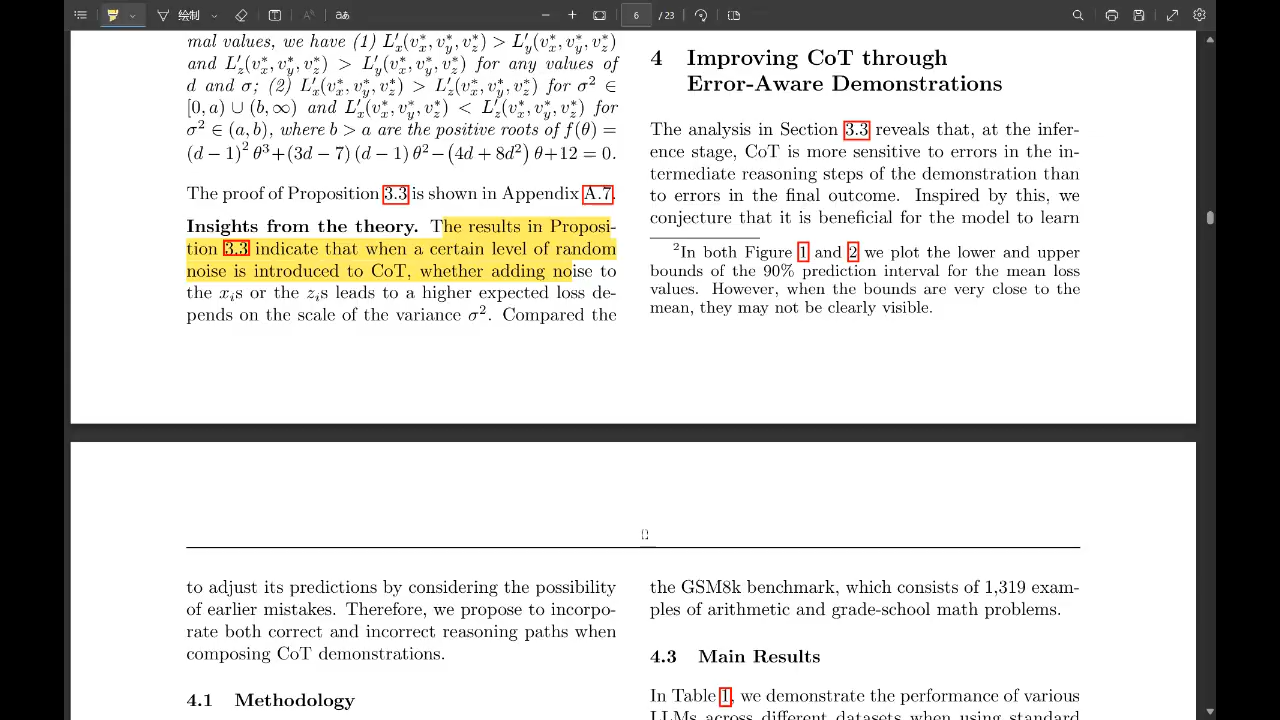 绘制
6 / 23
mal values, we have (1) L′x(v*x, v*y, v*z) > L′y(v*x, v*y, v*z)
and L′z(v*x, v*y, v*z) > L′y(v*x, v*y, v*z) for any values of
d and σ; (2) L′x(v*x, v*y, v*z) > L′z(v*x, v*y, v*z) for σ² ∈
[0, a) ∪ (b, ∞) and L′x(v*x, v*y, v*z) < L′z(v*x, v*y, v*z) for
σ² ∈ (a, b), where b > a are the positive roots of f(θ) =
(d − 1)² θ³+(3d − 7) (d − 1) θ²−(4d + 8d²) θ+12 = 0.
The proof of Proposition 3.3 is shown in Appendix A.7.
Insights from the theory. The results in Proposi-
tion 3.3 indicate that when a certain level of random
noise is introduced to CoT, whether adding noise to
the xᵢs or the zᵢs leads to a higher expected loss de-
pends on the scale of the variance σ². Compared the
4 Improving CoT through
Error-Aware Demonstrations
The analysis in Section 3.3 reveals that, at the infer-
ence stage, CoT is more sensitive to errors in the in-
termediate reasoning steps of the demonstration than
to errors in the final outcome. Inspired by this, we
conjecture that it is beneficial for the model to learn
²In both Figure 1 and 2 we plot the lower and upper
bounds of the 90% prediction interval for the mean loss
values. However, when the bounds are very close to the
mean, they may not be clearly visible.
to adjust its predictions by considering the possibility
of earlier mistakes. Therefore, we propose to incorpo-
rate both correct and incorrect reasoning paths when
composing CoT demonstrations.
4.1 Methodology
the GSM8k benchmark, which consists of 1,319 exam-
ples of arithmetic and grade-school math problems.
4.3 Main Results
In Table 1, we demonstrate the performance of various
LLMs across different datasets when using standard